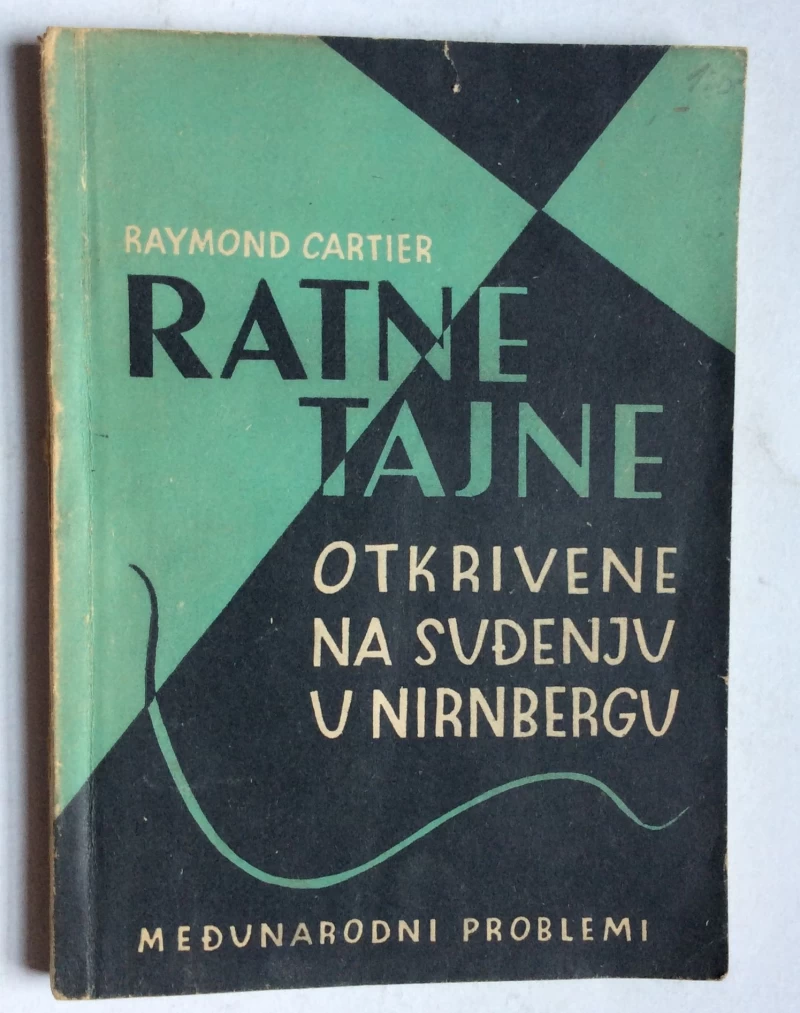 RAYMOND CARTIER
RATNE
TAJNE
OTKRIVENE
NA SUĐENJU
U NIRNBERGU
MEĐUNARODNI PROBLEMI